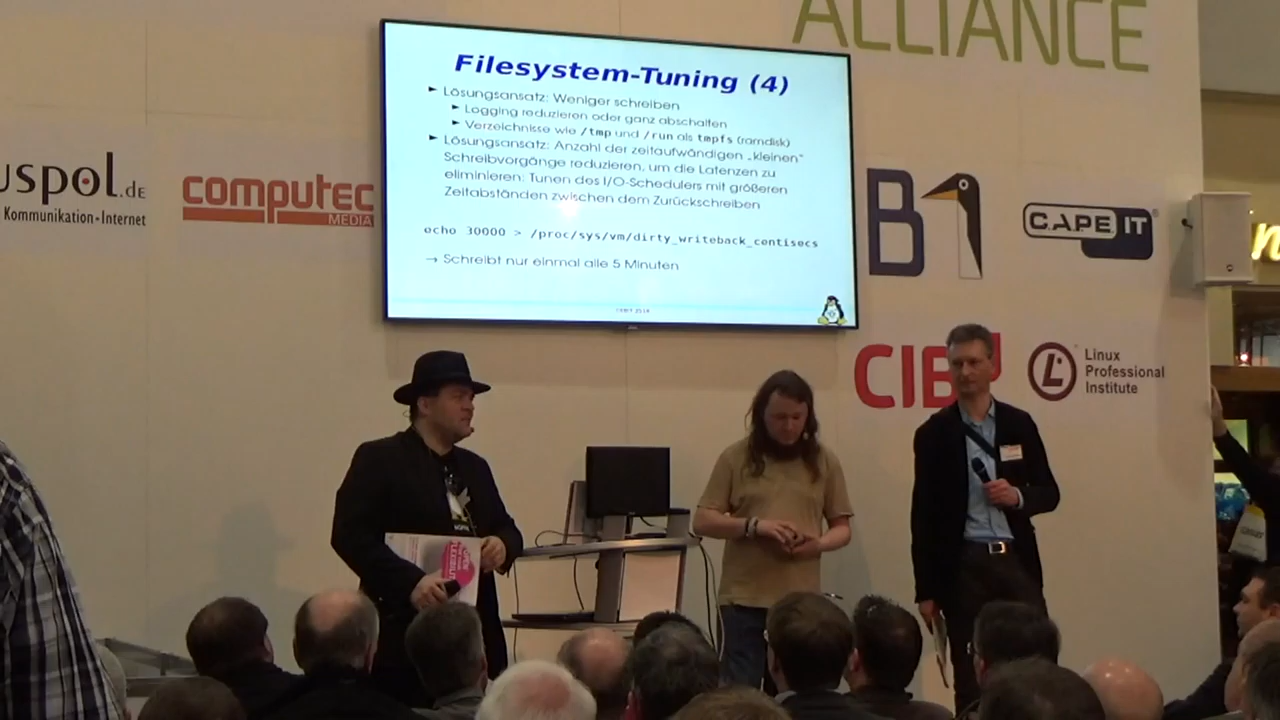 ALLIANCE
Filesystem-Tuning (4)
► Lösungsansatz: Weniger schreiben
► Logging reduzieren oder ganz abschalten
► Verzeichnisse wie /tmp und /run als tmpfs (ramdisk)
► Lösungsansatz: Anzahl der zeitaufwändigen „kleinen“
Schreibvorgänge reduzieren, um die Latenzen zu
eliminieren: Tunen des I/O-Schedulers mit größeren
Zeitabständen zwischen dem Zurückschreiben
echo 30000 > /proc/sys/vm/dirty_writeback_centisecs
→ Schreibt nur einmal alle 5 Minuten
uspol.de
Kommunikation▪Internet
computec
MEDIA
B1
C.A.P.E. IT
CIB
Linux
Professional
Institute
OPEN
FLEXIBILI